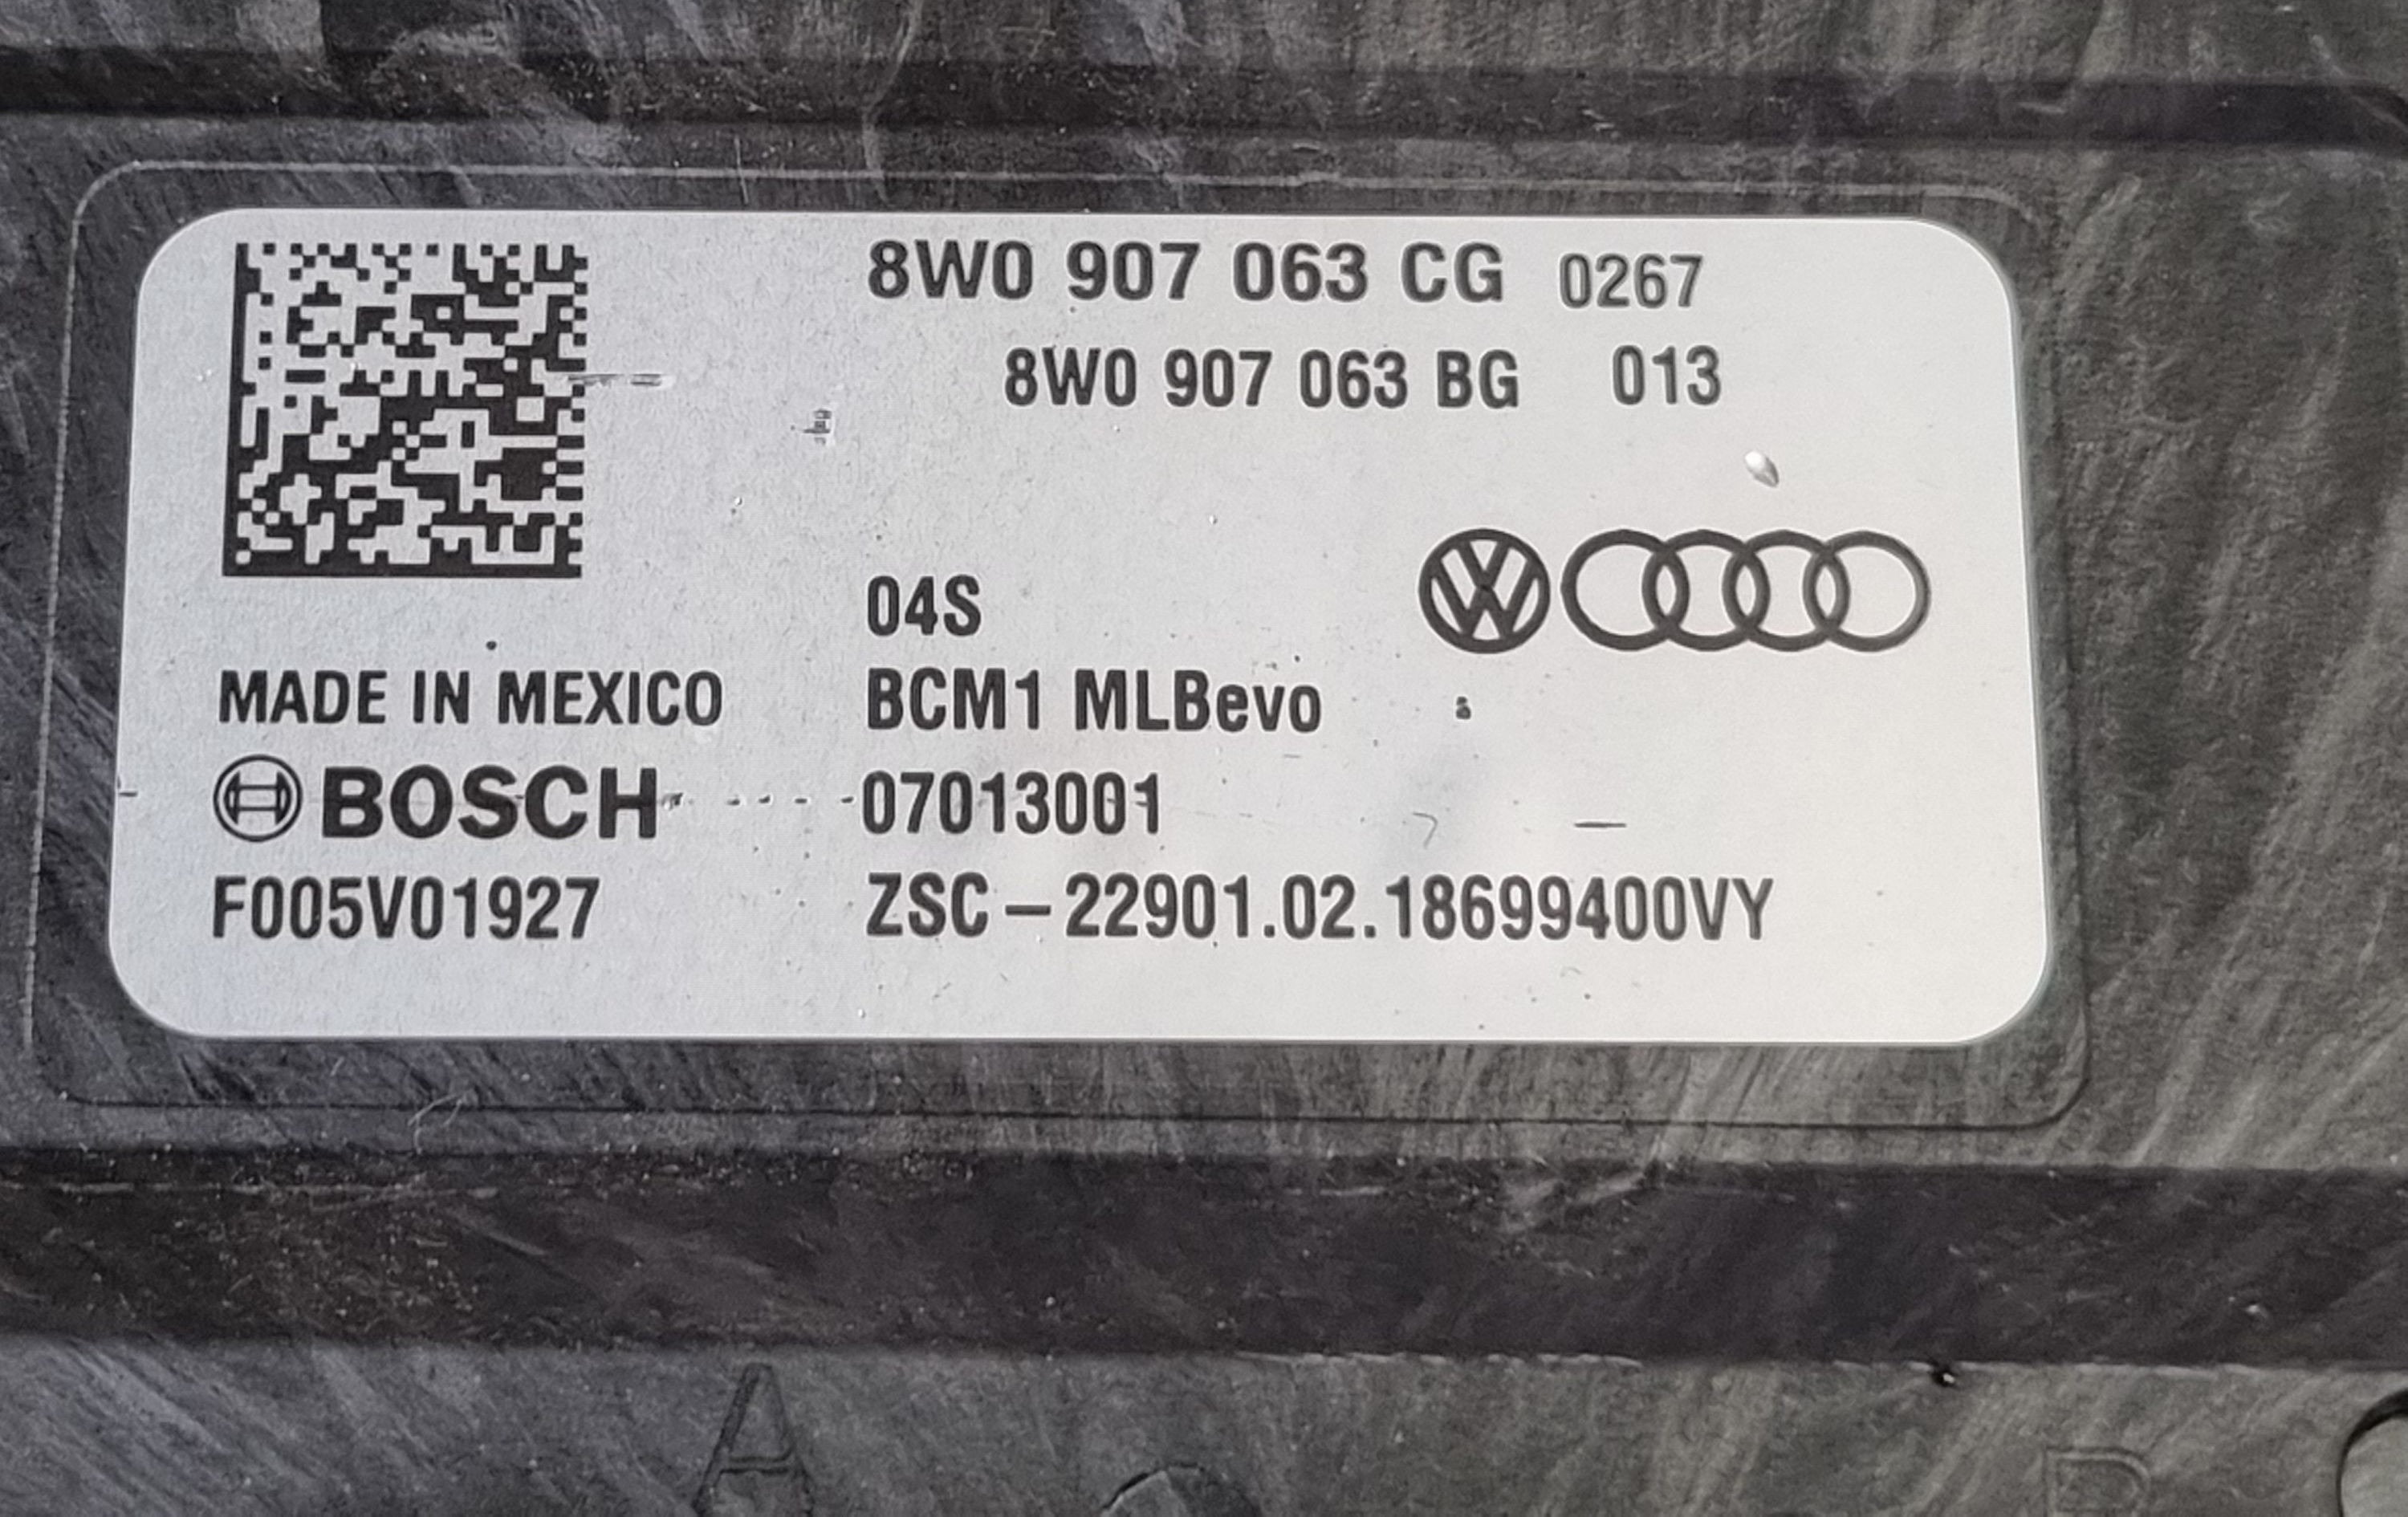 8W0 907 063 CG 0267
8W0 907 063 BG 013
04S
MADE IN MEXICO
BCM1 MLBevo
BOSCH
07013001
F005V01927
ZSC-22901.02.18699400VY
A